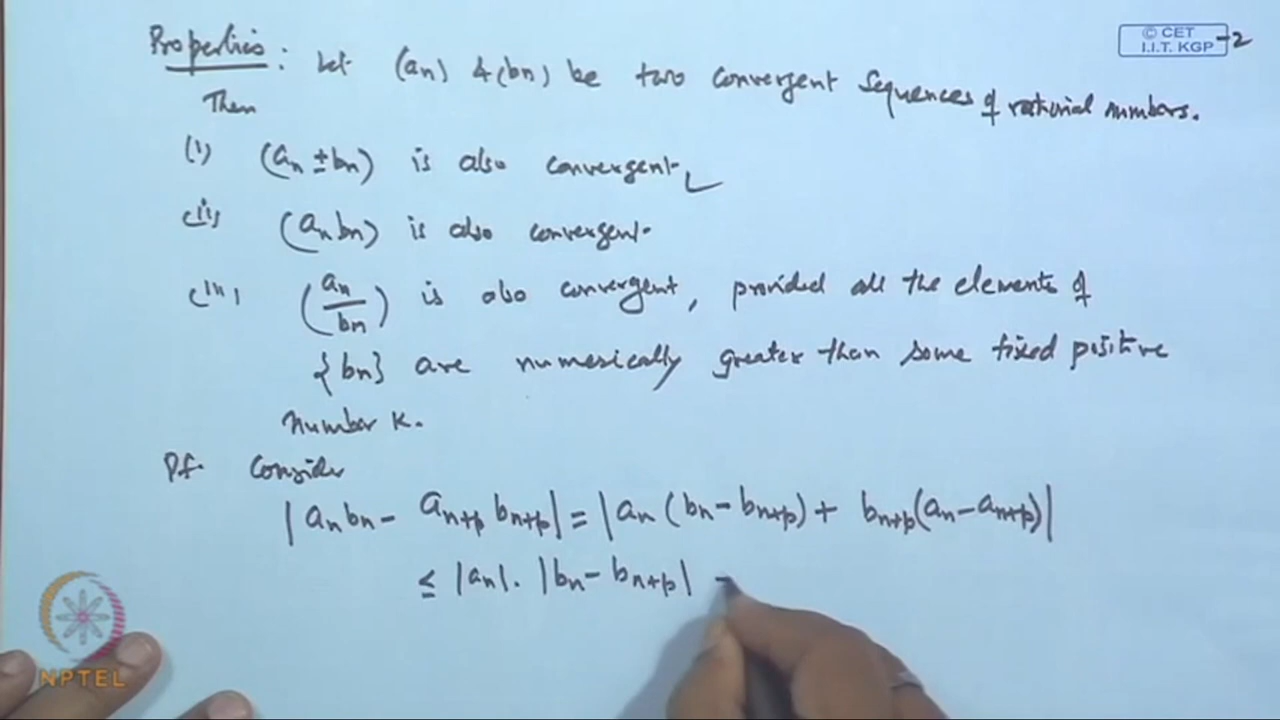 © CET
I.I.T. KGP -2
Properties: Let (an) & (bn) be two convergent Sequences of rational numbers.
Then
(i) (an ± bn) is also convergent.
(ii) (an bn) is also convergent.
(iii) (an/bn) is also convergent, provided all the elements of
{bn} are numerically greater than some fixed positive
number K.
Pf. Consider
|an bn - an+p bn+p| = |an (bn - bn+p) + bn+p (an - an+p)|
≤ |an| . |bn - bn+p| -
NPTEL